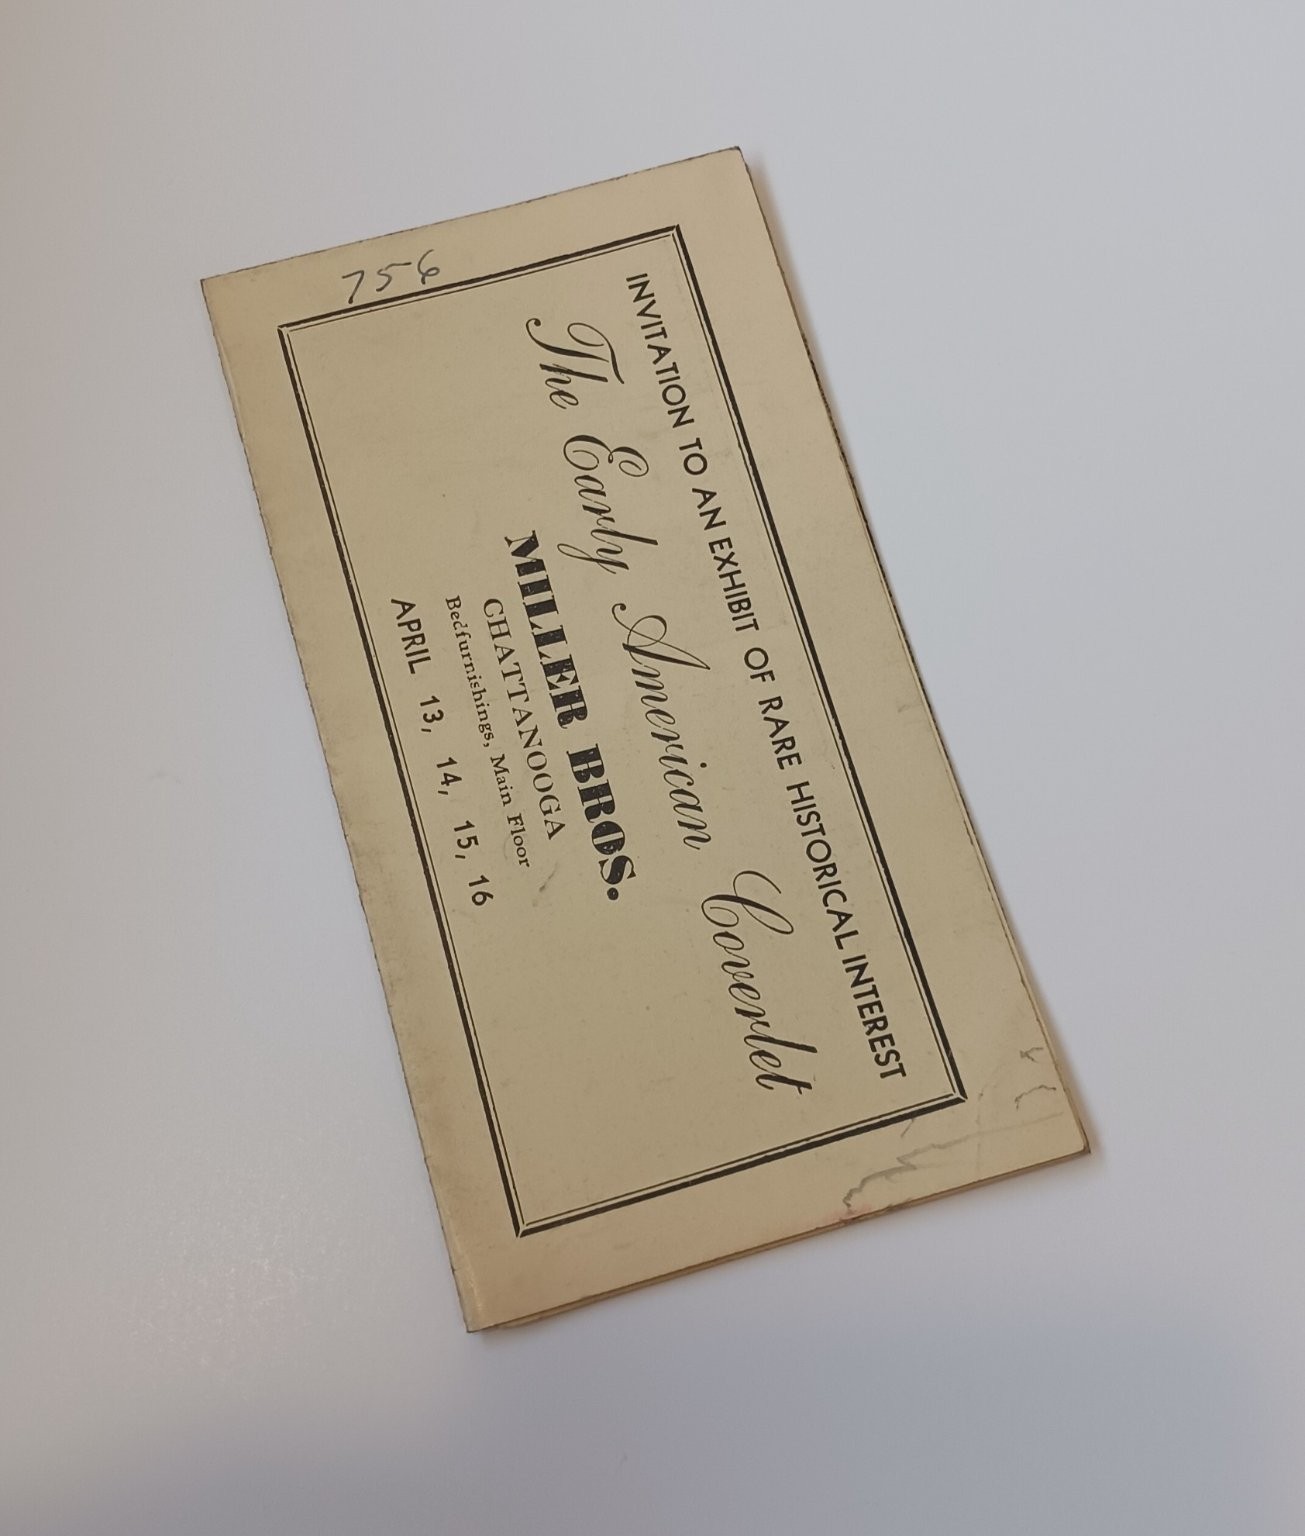 756
INVITATION TO AN EXHIBIT OF RARE HISTORICAL INTEREST
The Early American Coverlet
MILLER BROS.
CHATTANOOGA
Bedfurnishings, Main Floor
APRIL 13, 14, 15, 16